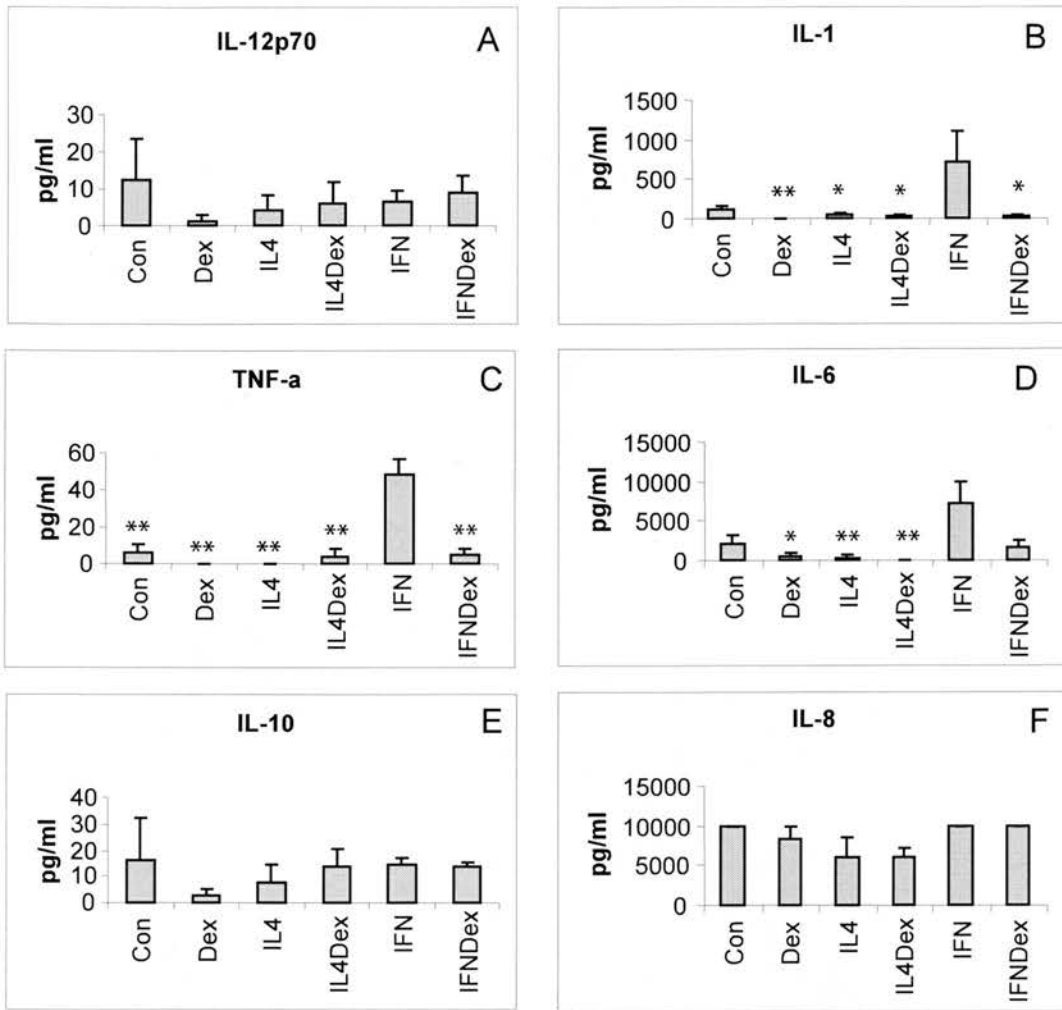 IL-12p70 A
pg/ml
30
20
10
0
Con Dex IL4 IL4Dex IFN IFNDex
IL-1 B
pg/ml
1500
1000
500
0
** * * *
Con Dex IL4 IL4Dex IFN IFNDex
TNF-a C
pg/ml
60
40
20
0
** ** ** ** **
Con Dex IL4 IL4Dex IFN IFNDex
IL-6 D
pg/ml
15000
10000
5000
0
* ** **
Con Dex IL4 IL4Dex IFN IFNDex
IL-10 E
pg/ml
40
30
20
10
0
Con Dex IL4 IL4Dex IFN IFNDex
IL-8 F
pg/ml
15000
10000
5000
0
Con Dex IL4 IL4Dex IFN IFNDex